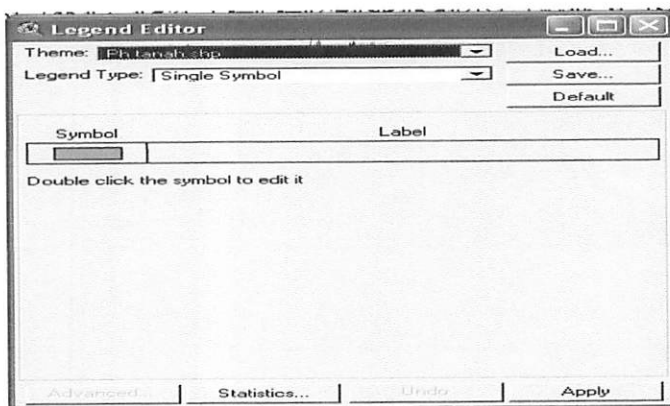 Legend Editor
Theme: Ph tanah.shp
Load...
Legend Type: Single Symbol
Save...
Default
Symbol
Label
Double click the symbol to edit it
Advanced...
Statistics...
Undo
Apply